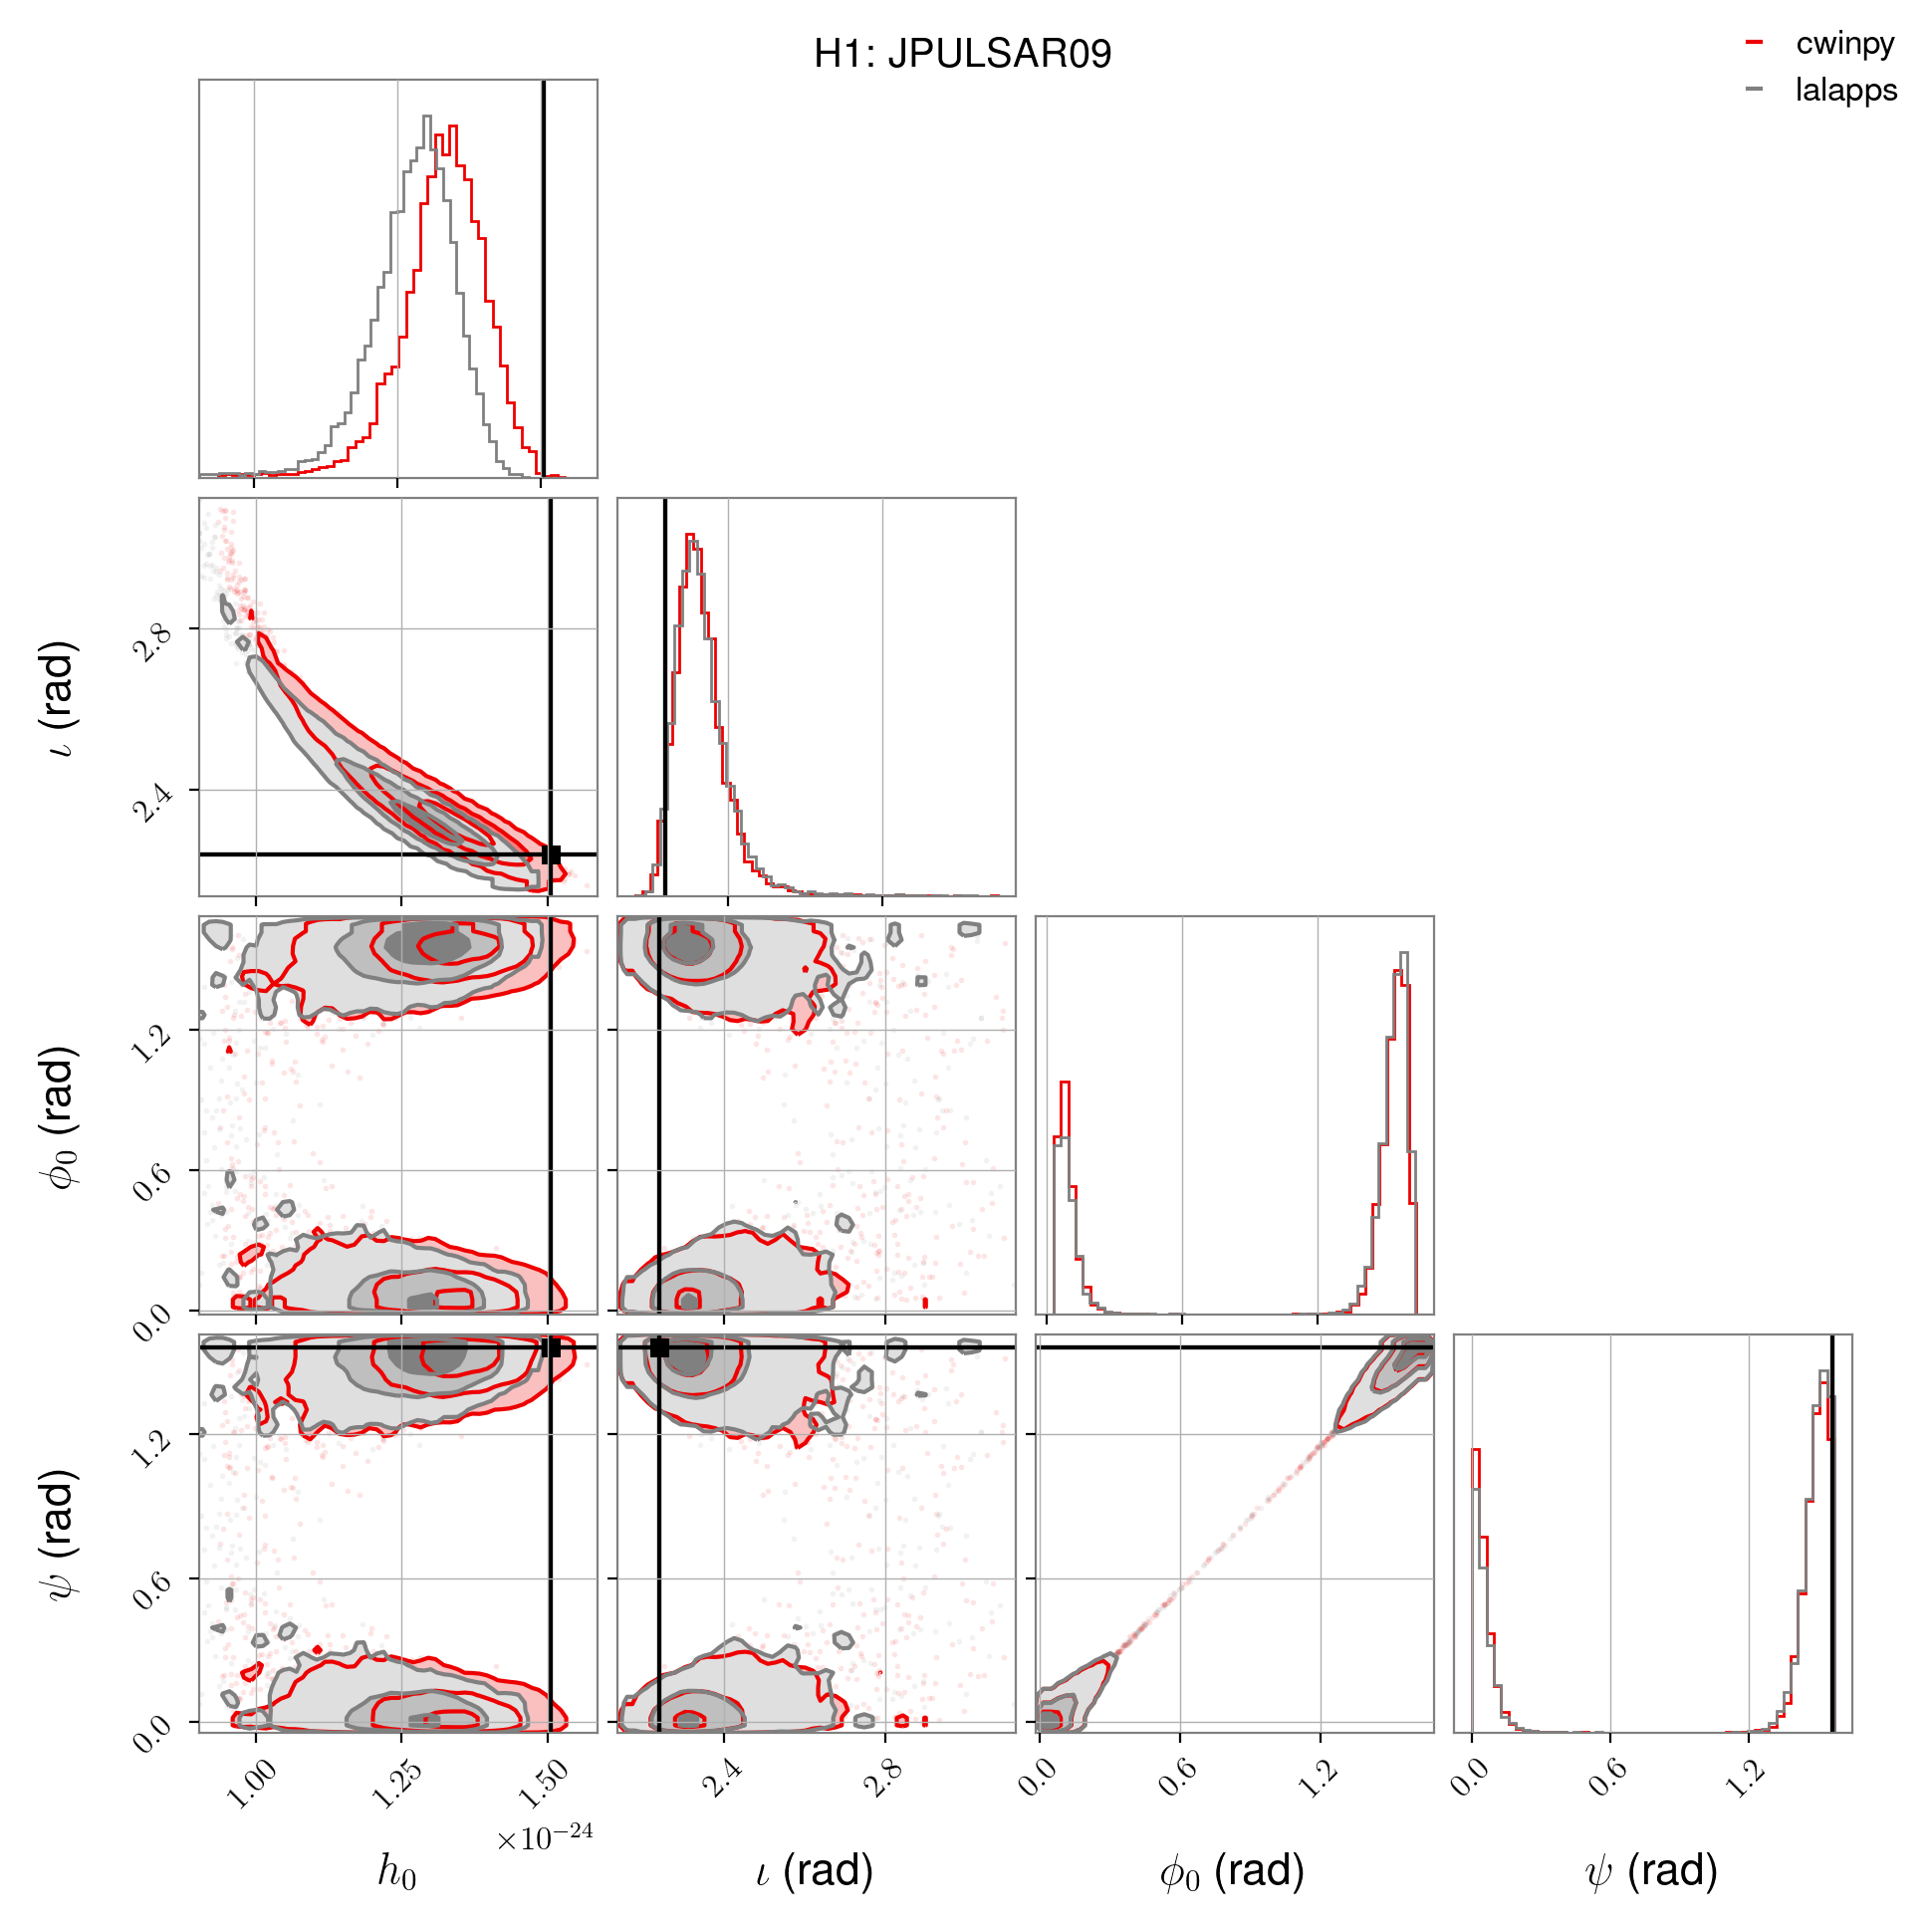 H1: JPULSAR09
cwinpy
lalapps
ι (rad)
2.8
2.4
ϕ₀ (rad)
1.2
0.6
0.0
ψ (rad)
1.2
0.6
0.0
1.00 1.25 1.50
×10⁻²⁴
2.4 2.8
0.0 0.6 1.2
0.0 0.6 1.2
h₀ ι (rad) ϕ₀ (rad) ψ (rad)